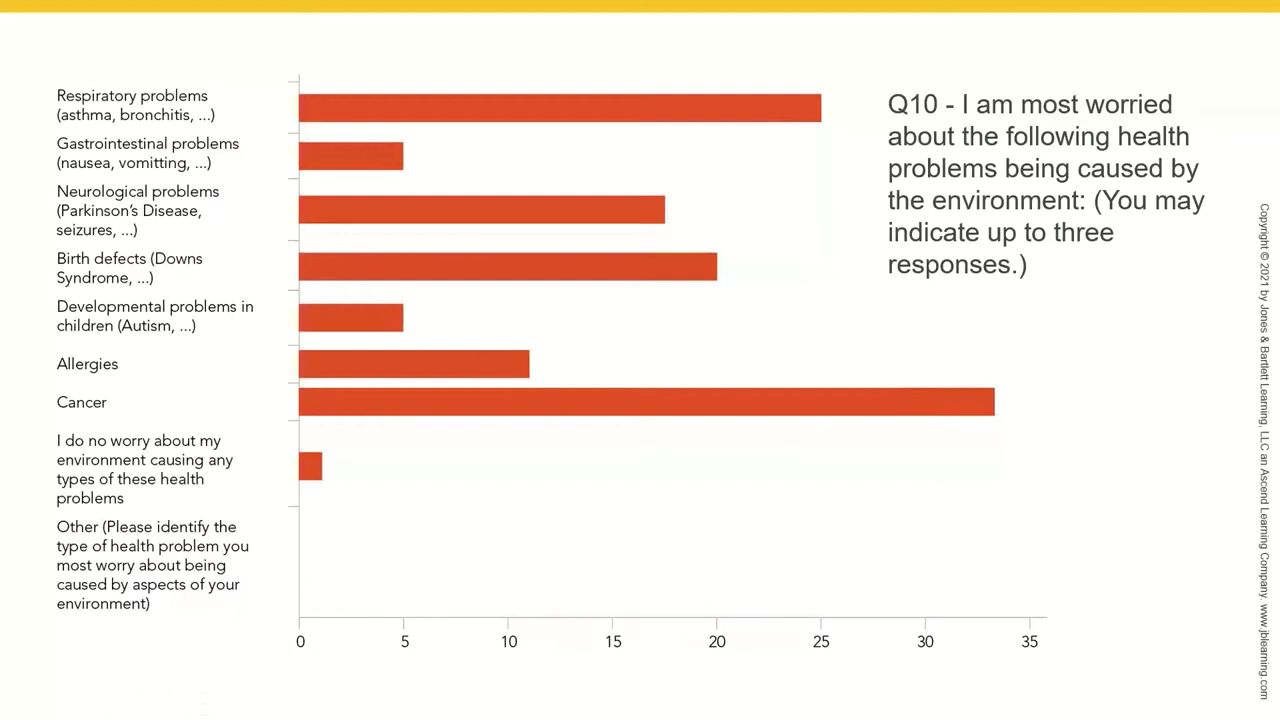 Respiratory problems
(asthma, bronchitis, ...)
Gastrointestinal problems
(nausea, vomitting, ...)
Neurological problems
(Parkinson's Disease,
seizures, ...)
Birth defects (Downs
Syndrome, ...)
Developmental problems in
children (Autism, ...)
Allergies
Cancer
I do no worry about my
environment causing any
types of these health
problems
Other (Please identify the
type of health problem you
most worry about being
caused by aspects of your
environment)
0 5 10 15 20 25 30 35
Q10 - I am most worried
about the following health
problems being caused by
the environment: (You may
indicate up to three
responses.)
Copyright © 2021 by Jones & Bartlett Learning, LLC an Ascend Learning Company. www.jblearning.com